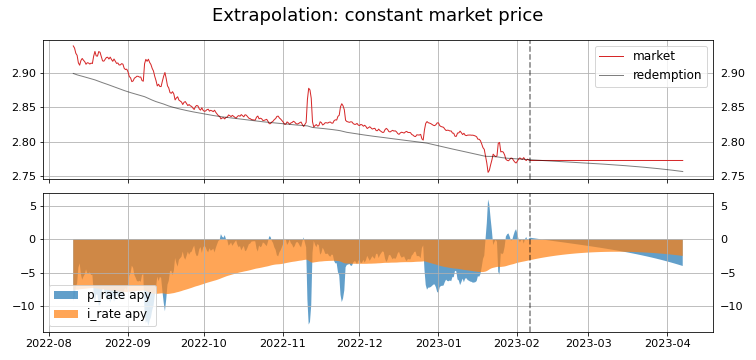 Extrapolation: constant market price
market
redemption
2.90 2.90
2.85 2.85
2.80 2.80
2.75 2.75
5 5
0 0
−5 −5
−10 −10
p_rate apy
i_rate apy
2022-08 2022-09 2022-10 2022-11 2022-12 2023-01 2023-02 2023-03 2023-04